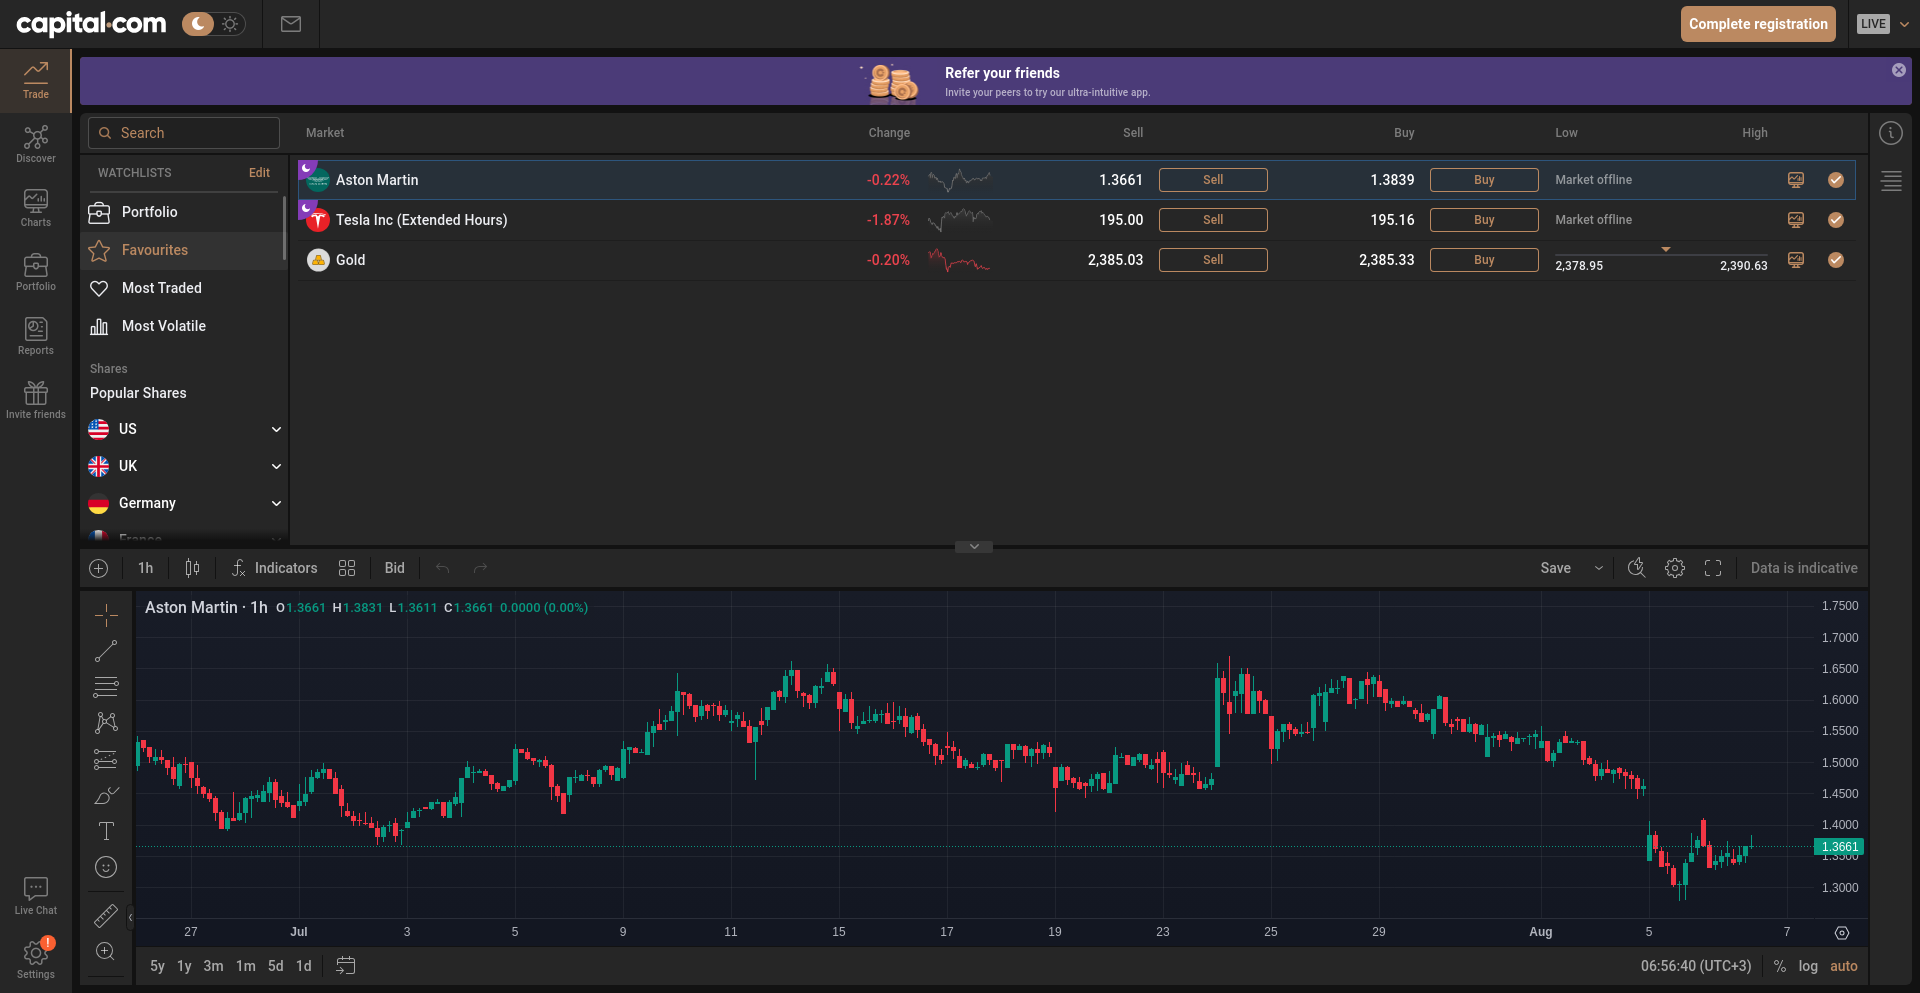 capital.com
Complete registration
LIVE
Trade
Discover
Charts
Portfolio
Reports
Invite friends
Live Chat
!
Settings
Refer your friends
Invite your peers to try our ultra-intuitive app.
Search
WATCHLISTS Edit
Portfolio
Favourites
Most Traded
Most Volatile
Shares
Popular Shares
US
UK
Germany
France
Market Change Sell Buy Low High
Aston Martin -0.22% 1.3661 Sell 1.3839 Buy Market offline
Tesla Inc (Extended Hours) -1.87% 195.00 Sell 195.16 Buy Market offline
Gold -0.20% 2,385.03 Sell 2,385.33 Buy 2,378.95 2,390.63
1h Indicators Bid Save Data is indicative
Aston Martin · 1h O1.3661 H1.3831 L1.3611 C1.3661 0.0000 (0.00%)
1.7500
1.7000
1.6500
1.6000
1.5500
1.5000
1.4500
1.4000
1.3661
1.3500
1.3000
27 Jul 3 5 9 11 15 17 19 23 25 29 Aug 5 7
5y 1y 3m 1m 5d 1d 06:56:40 (UTC+3) % log auto